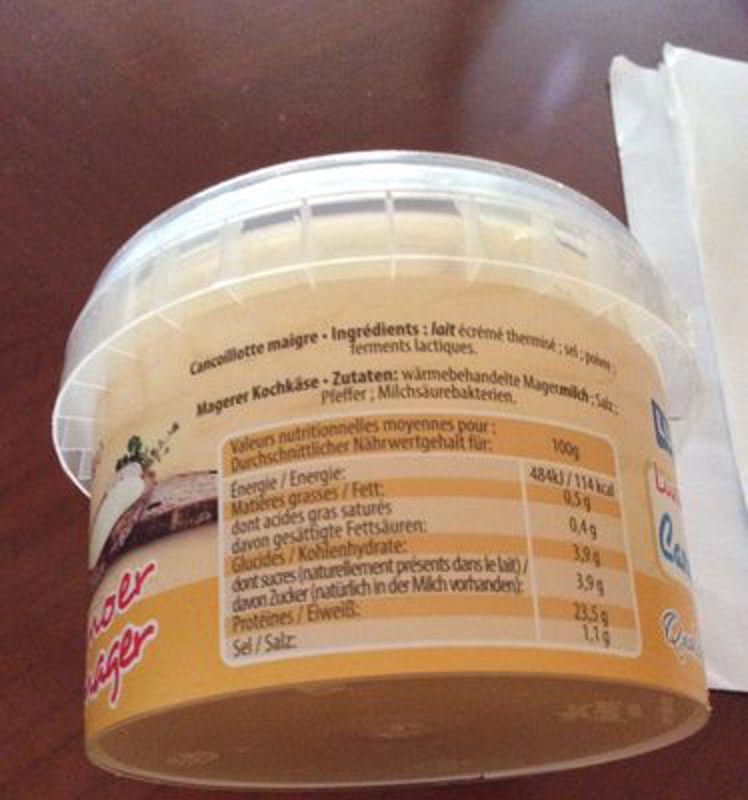 Cancoillotte maigre • Ingrédients : lait écrémé thermisé ; sel ; poivre ;
ferments lactiques.
Magerer Kochkäse • Zutaten: wärmebehandelte Magermilch ; Salz ;
Pfeffer ; Milchsäurebakterien.
Valeurs nutritionnelles moyennes pour :
Durchschnittlicher Nährwertgehalt für: 100g
Energie / Energie: 484kJ / 114 kcal
Matières grasses / Fett: 0,5 g
dont acides gras saturés
davon gesättigte Fettsäuren: 0,4 g
Glucides / Kohlenhydrate: 3,9 g
dont sucres (naturellement présents dans le lait) /
davon Zucker (natürlich in der Milch vorhanden): 3,9 g
Protéines / Eiweiß: 23,5 g
Sel / Salz: 1,1 g